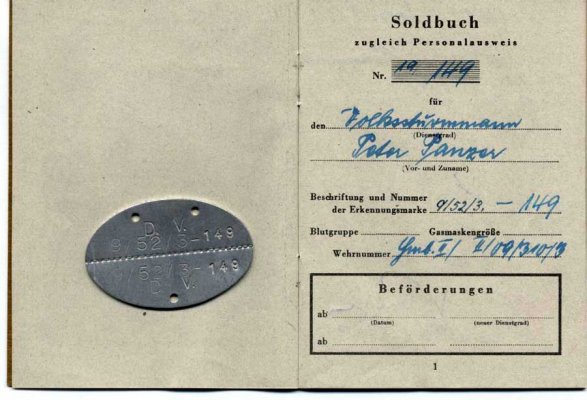 D. V.
9/52/3-149
9/52/3-149
D. V.
Soldbuch
zugleich Personalausweis
Nr. 19/149
für
den Volkssturmmann
(Dienstgrad)
Peter Panzer
(Vor- und Zuname)
Beschriftung und Nummer
der Erkennungsmarke 9/52/3. - 149
Blutgruppe Gasmaskengröße
Wehrnummer
Beförderungen
ab
(Datum) (neuer Dienstgrad)
ab
1